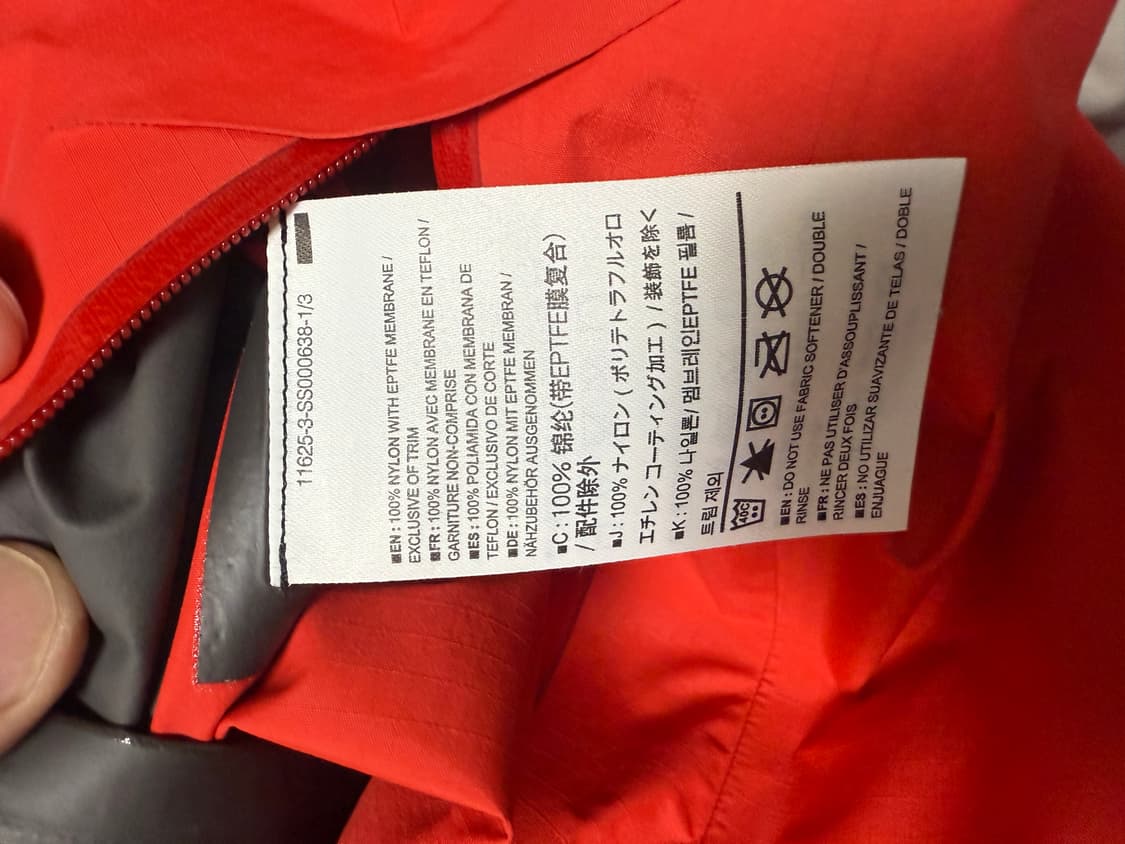 11625-3-SS000638-1/3
■EN : 100% NYLON WITH EPTFE MEMBRANE /
EXCLUSIVE OF TRIM
■FR : 100% NYLON AVEC MEMBRANE EN TEFLON /
GARNITURE NON-COMPRISE
■ES : 100% POLIAMIDA CON MEMBRANA DE
TEFLON / EXCLUSIVO DE CORTE
■DE : 100% NYLON MIT EPTFE MEMBRAN /
NÄHZUBEHÖR AUSGENOMMEN
■C : 100% 锦纶(带EPTFE膜复合)
/ 配件除外
■J : 100% ナイロン ( ポリテトラフルオロ
エチレン コーティング加工 ) / 装飾を除く
■K : 100% 나일론/ 멤브레인EPTFE 필름 /
트림 제외
40C
■EN : DO NOT USE FABRIC SOFTENER / DOUBLE
RINSE
■FR : NE PAS UTILISER D'ASSOUPLISSANT /
RINCER DEUX FOIS
■ES : NO UTILIZAR SUAVIZANTE DE TELAS / DOBLE
ENJUAGUE